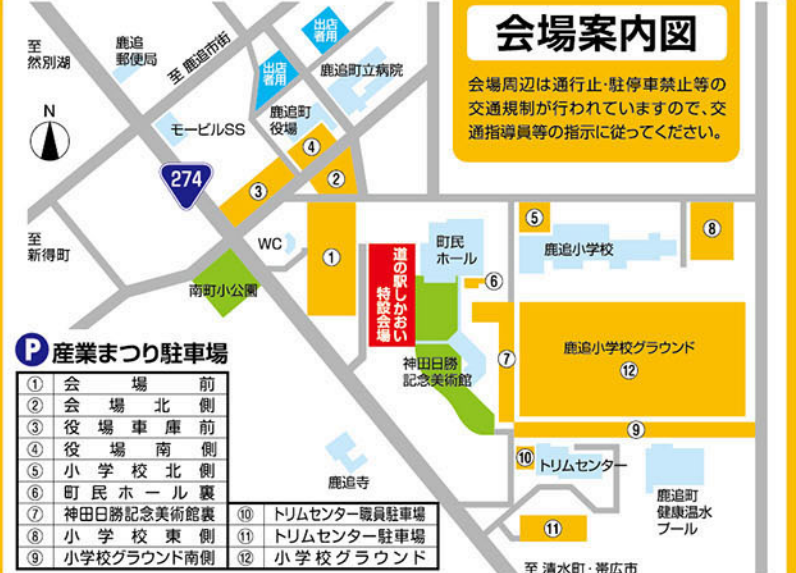 会場案内図
会場周辺は通行止・駐停車禁止等の
交通規制が行われていますので、交
通指導員等の指示に従ってください。
至
然別湖
鹿追
郵便局
至 鹿追市街
出店
者用
出店
者用
鹿追町立病院
鹿追町
役場
モービルSS
N
274
④
③
②
至
新得町
WC
①
南町小公園
道の駅しかおい
特設会場
町民
ホール
⑥
⑤
鹿追小学校
⑧
神田日勝
記念美術館
⑦
鹿追小学校グラウンド
⑫
⑨
⑩
トリムセンター
⑪
鹿追町
健康温水
プール
鹿追寺
至 清水町・帯広市
P 産業まつり駐車場
① 会場前
② 会場北側
③ 役場車庫前
④ 役場南側
⑤ 小学校北側
⑥ 町民ホール裏
⑦ 神田日勝記念美術館裏
⑧ 小学校東側
⑨ 小学校グラウンド南側
⑩ トリムセンター職員駐車場
⑪ トリムセンター駐車場
⑫ 小学校グラウンド